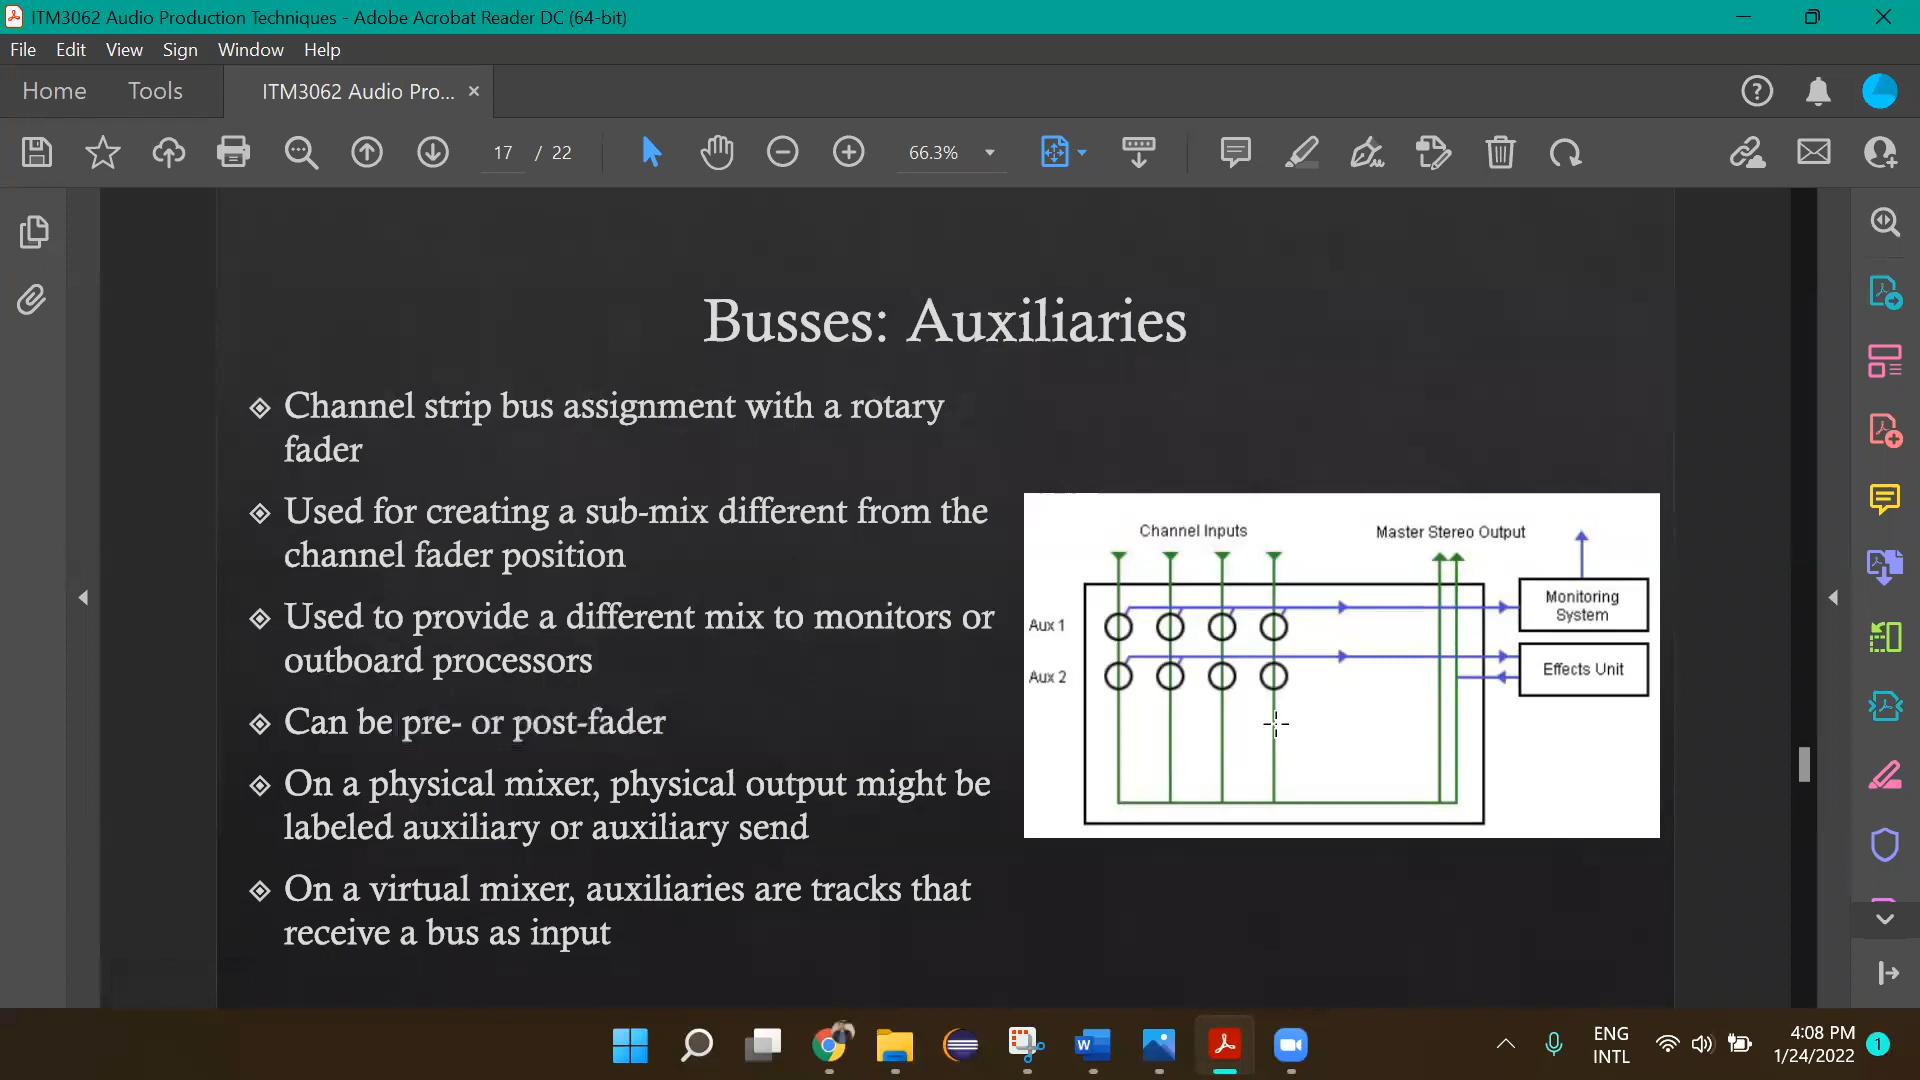 ITM3062 Audio Production Techniques - Adobe Acrobat Reader DC (64-bit)
File Edit View Sign Window Help
Home Tools ITM3062 Audio Pro... ×
17 / 22 66.3%
Busses: Auxiliaries
Channel strip bus assignment with a rotary
fader
Used for creating a sub-mix different from the
channel fader position
Used to provide a different mix to monitors or
outboard processors
Can be pre- or post-fader
On a physical mixer, physical output might be
labeled auxiliary or auxiliary send
On a virtual mixer, auxiliaries are tracks that
receive a bus as input
Channel Inputs
Master Stereo Output
Monitoring
System
Aux 1
Effects Unit
Aux 2
ENG
INTL
4:08 PM
1/24/2022
1